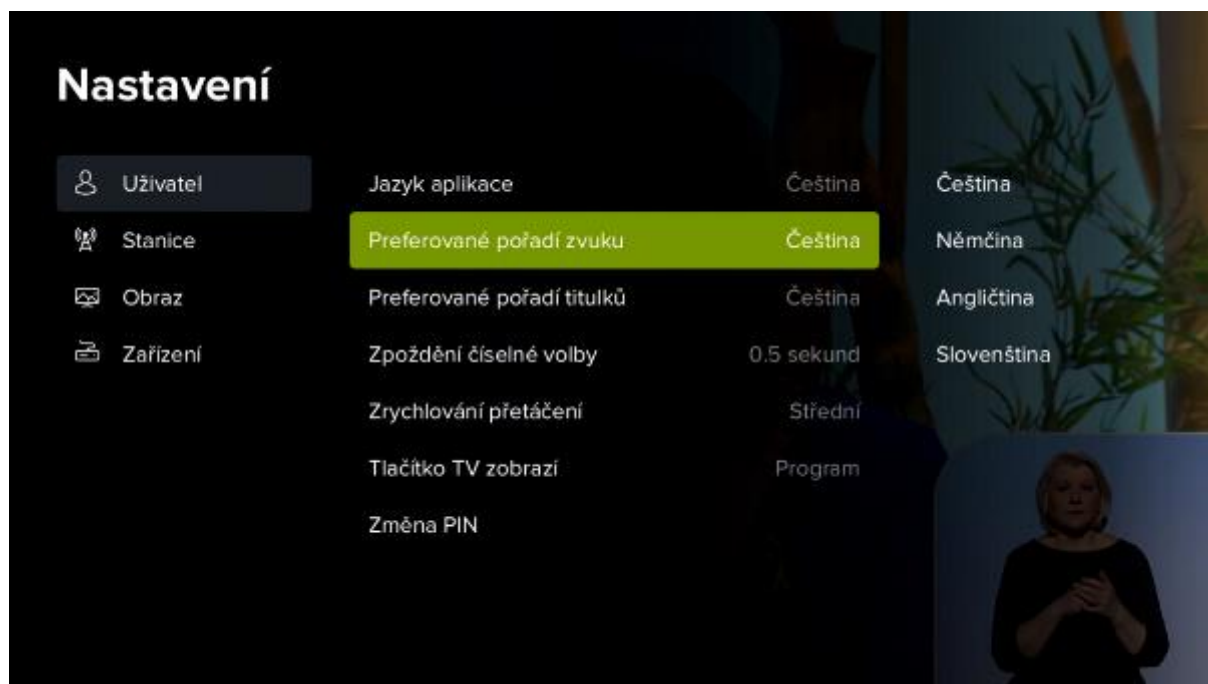 Nastavení
Uživatel
Stanice
Obraz
Zařízení
Jazyk aplikace Čeština
Preferované pořadí zvuku Čeština
Preferované pořadí titulků Čeština
Zpoždění číselné volby 0.5 sekund
Zrychlování přetáčení Střední
Tlačítko TV zobrazí Program
Změna PIN
Čeština
Němčina
Angličtina
Slovenština